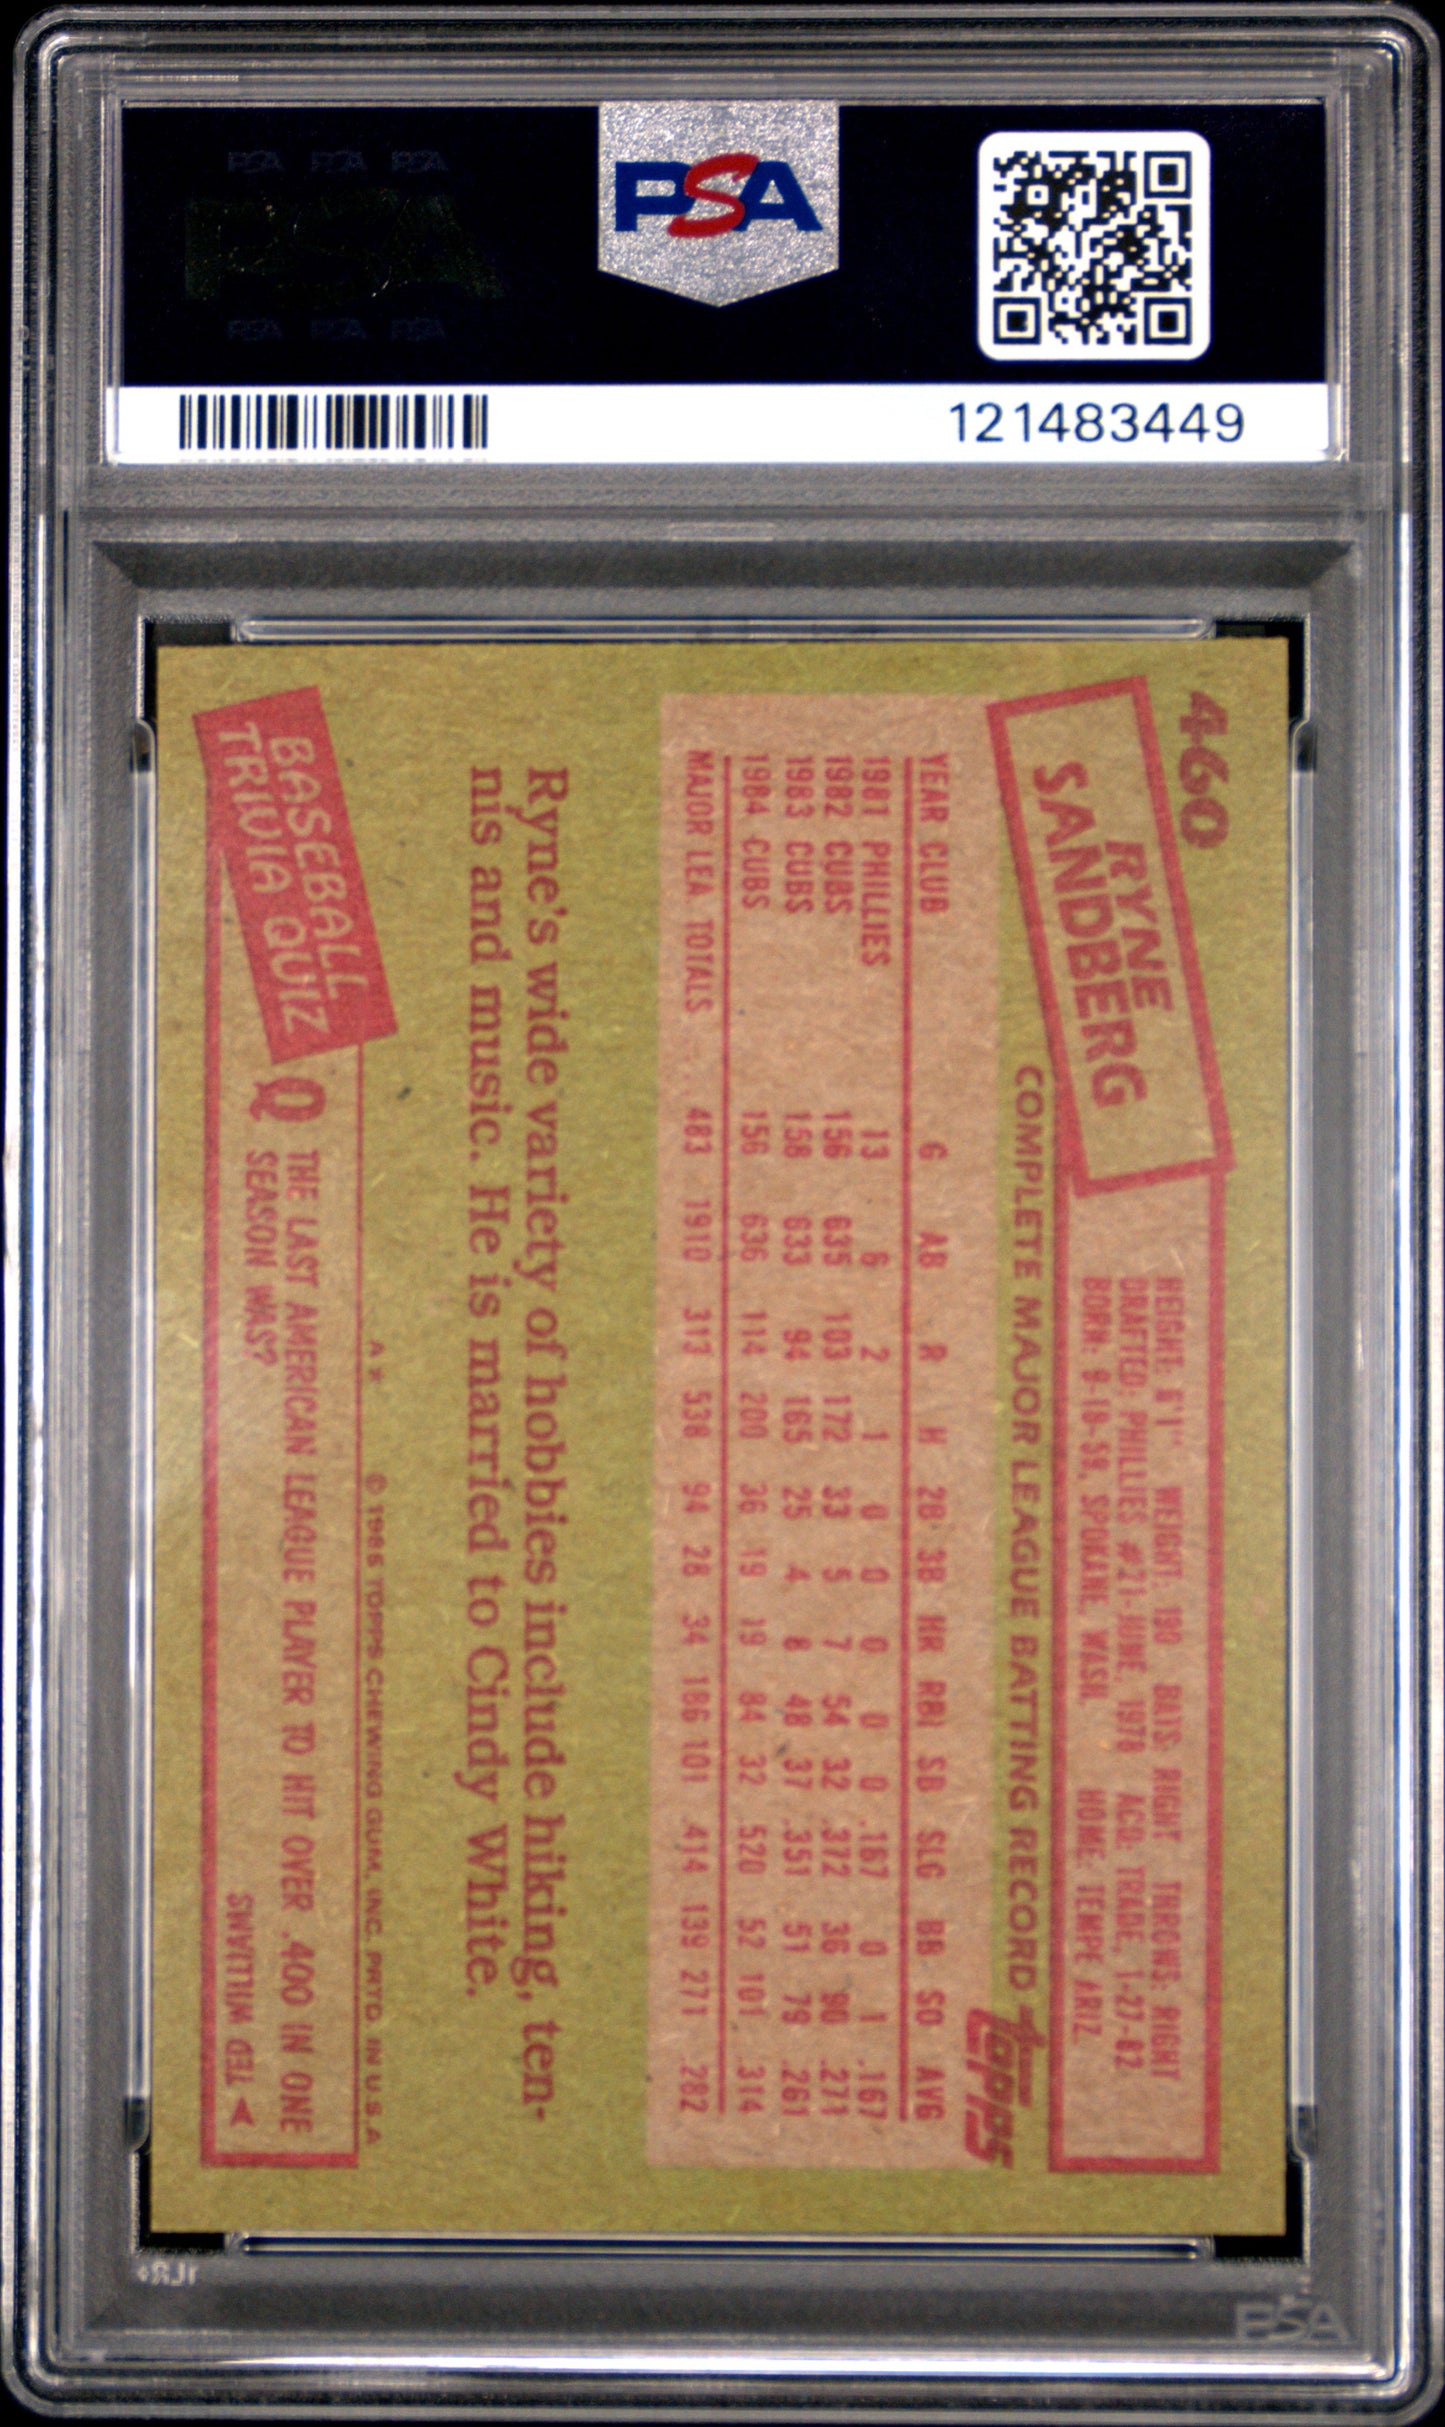 PSA PSA PSA
PSA
PSA PSA PSA
PSA
121483449
460
RYNE
SANDBERG
HEIGHT: 6'1" WEIGHT: 180 BATS: RIGHT THROWS: RIGHT
DRAFTED: PHILLIES #21-JUNE, 1978 ACQ: TRADE, 1-27-82
BORN: 9-18-59, SPOKANE, WASH. HOME: TEMPE ARIZ
COMPLETE MAJOR LEAGUE BATTING RECORD
Topps
YEAR CLUB G AB R H 2B 3B HR RBI SB SLG BB SO AVG
1981 PHILLIES 13 6 2 1 0 0 0 0 0 .167 0 1 .167
1982 CUBS 156 635 103 172 33 5 7 54 32 .372 36 90 .271
1983 CUBS 158 633 94 165 25 4 8 48 37 .351 51 79 .261
1984 CUBS 156 636 114 200 36 19 19 84 32 .520 52 101 .314
MAJOR LEA. TOTALS 483 1910 313 538 94 28 34 186 101 .414 139 271 .282
Ryne's wide variety of hobbies include hiking, ten-
nis and music. He is married to Cindy White.
A* © 1985 TOPPS CHEWING GUM, INC. PRTD. IN U.S.A
BASEBALL
TRIVIA QUIZ
Q THE LAST AMERICAN LEAGUE PLAYER TO HIT OVER .400 IN ONE
SEASON WAS?
TED WILLIAMS
PSA